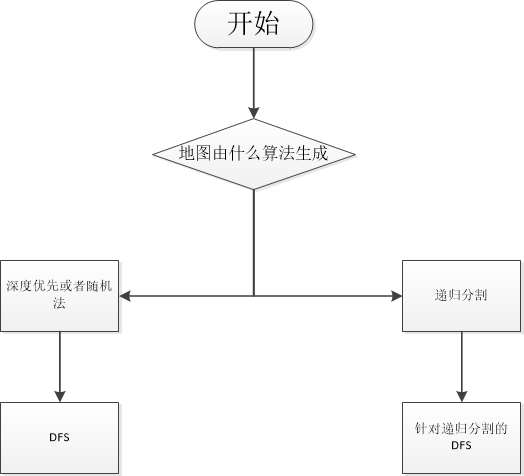 开始
地图由什么算法生成
深度优先或者随机
法
递归分割
DFS
针对递归分割的
DFS